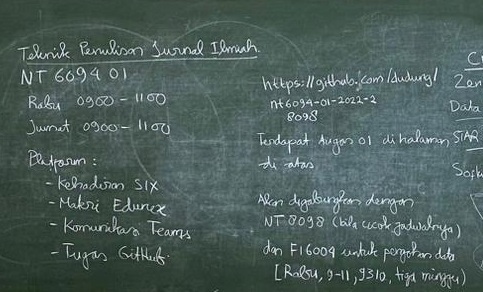 Teknik Penulisan Jurnal Ilmiah.
NT 6094 01
Rabu 0900 - 1100
Jumat 0900 - 1100
Platform :
- Kehadiran SIX
- Materi Edunex
- Komunikasi Teams
- Tugas GitHub.
https://github.com/dudung/
nt6094-01-2022-2
8098
Terdapat 01 di halaman
di atas
Akan digabungkan dengan
NT 8098 (bila cocok jadwalnya)
dan FI6004 untuk data
[Rabu, 9-11, 9310, tiga minggu)
Zen
Data
STAR